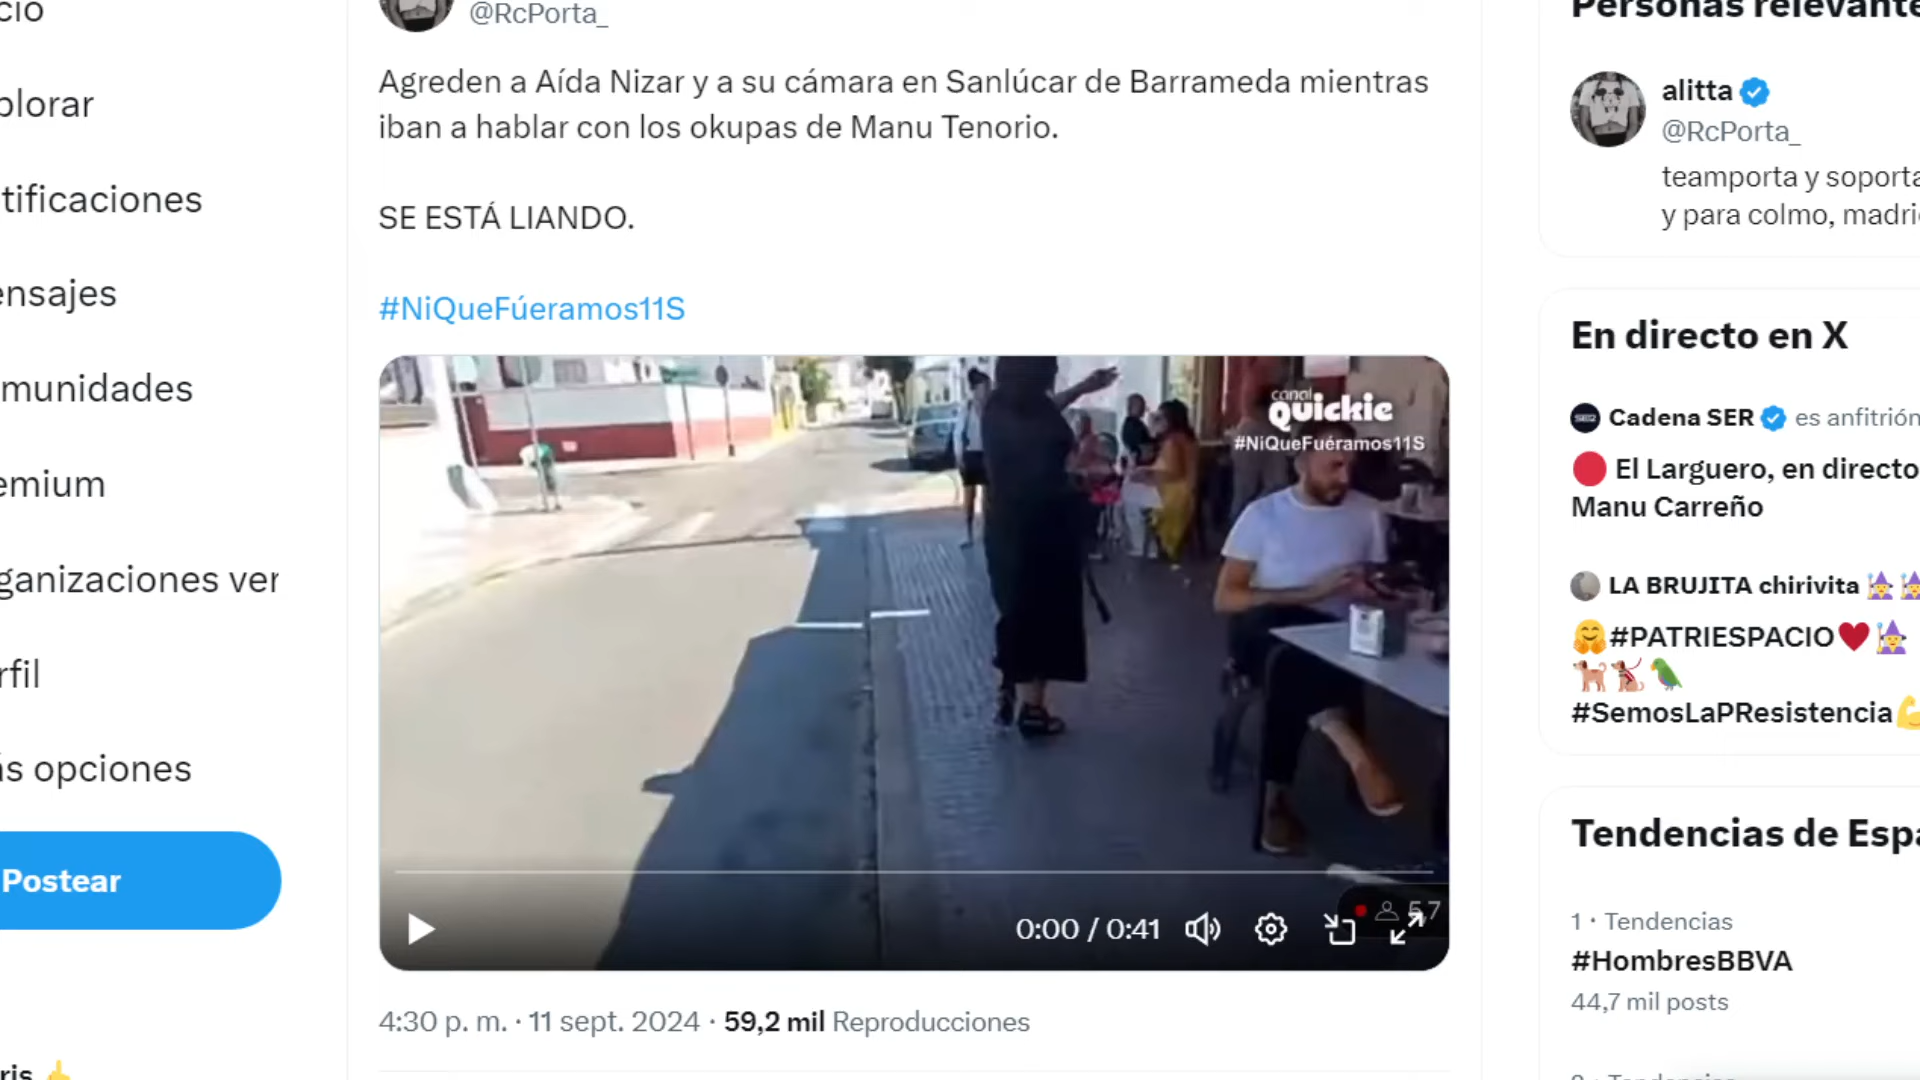 cio
@RcPorta_
Agreden a Aída Nizar y a su cámara en Sanlúcar de Barrameda mientras
iban a hablar con los okupas de Manu Tenorio.
SE ESTÁ LIANDO.
#NiQueFúeramos11S
canal
quickie
#NiQueFuéramos11S
0:00 / 0:41
5,7
4:30 p. m. · 11 sept. 2024 · 59,2 mil Reproducciones
plorar
tificaciones
ensajes
munidades
emium
ganizaciones ver
rfil
ás opciones
Postear
ris
Personas relevante
alitta
@RcPorta_
teamporta y soporta
y para colmo, madri
En directo en X
Cadena SER es anfitrión
El Larguero, en directo
Manu Carreño
LA BRUJITA chirivita
#PATRIESPACIO
#SemosLaPResistencia
Tendencias de Espa
1 · Tendencias
#HombresBBVA
44,7 mil posts